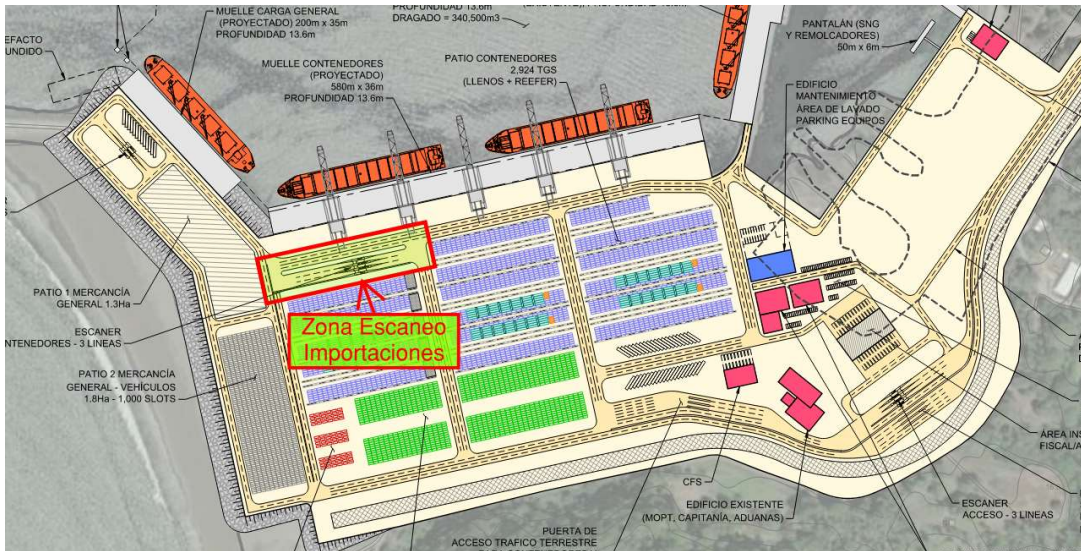 MUELLE CARGA GENERAL
(PROYECTADO) 200m x 35m
PROFUNDIDAD 13.6m
PROFUNDIDAD 13.6m
DRAGADO = 340,500m3
PANTALÁN (SNG
Y REMOLCADORES)
50m x 6m
MUELLE CONTENEDORES
(PROYECTADO)
580m x 36m
PROFUNDIDAD 13.6m
PATIO CONTENEDORES
2,924 TGS
(LLENOS + REEFER)
EDIFICIO
MANTENIMIENTO
ÁREA DE LAVADO
PARKING EQUIPOS
EFACTO
FUNDIDO
PATIO 1 MERCANCÍA
GENERAL 1.3Ha
ESCANER
NTENEDORES - 3 LINEAS
Zona Escaneo
Importaciones
PATIO 2 MERCANCÍA
GENERAL - VEHÍCULOS
1.8Ha - 1,000 SLOTS
ÁREA INS
FISCAL/A
CFS
EDIFICIO EXISTENTE
(MOPT, CAPITANÍA, ADUANAS)
ESCANER
ACCESO - 3 LINEAS
PUERTA DE
ACCESO TRAFICO TERRESTRE